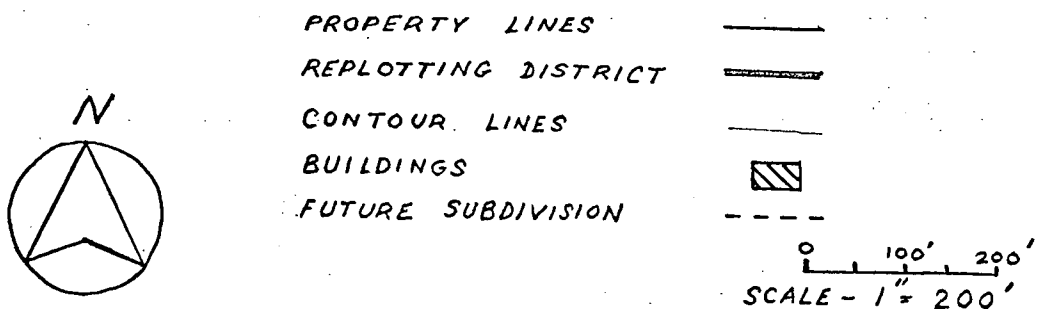 PROPERTY LINES
REPLOTTING DISTRICT
N
CONTOUR LINES
BUILDINGS
FUTURE SUBDIVISION
0 100' 200'
SCALE - 1" = 200'